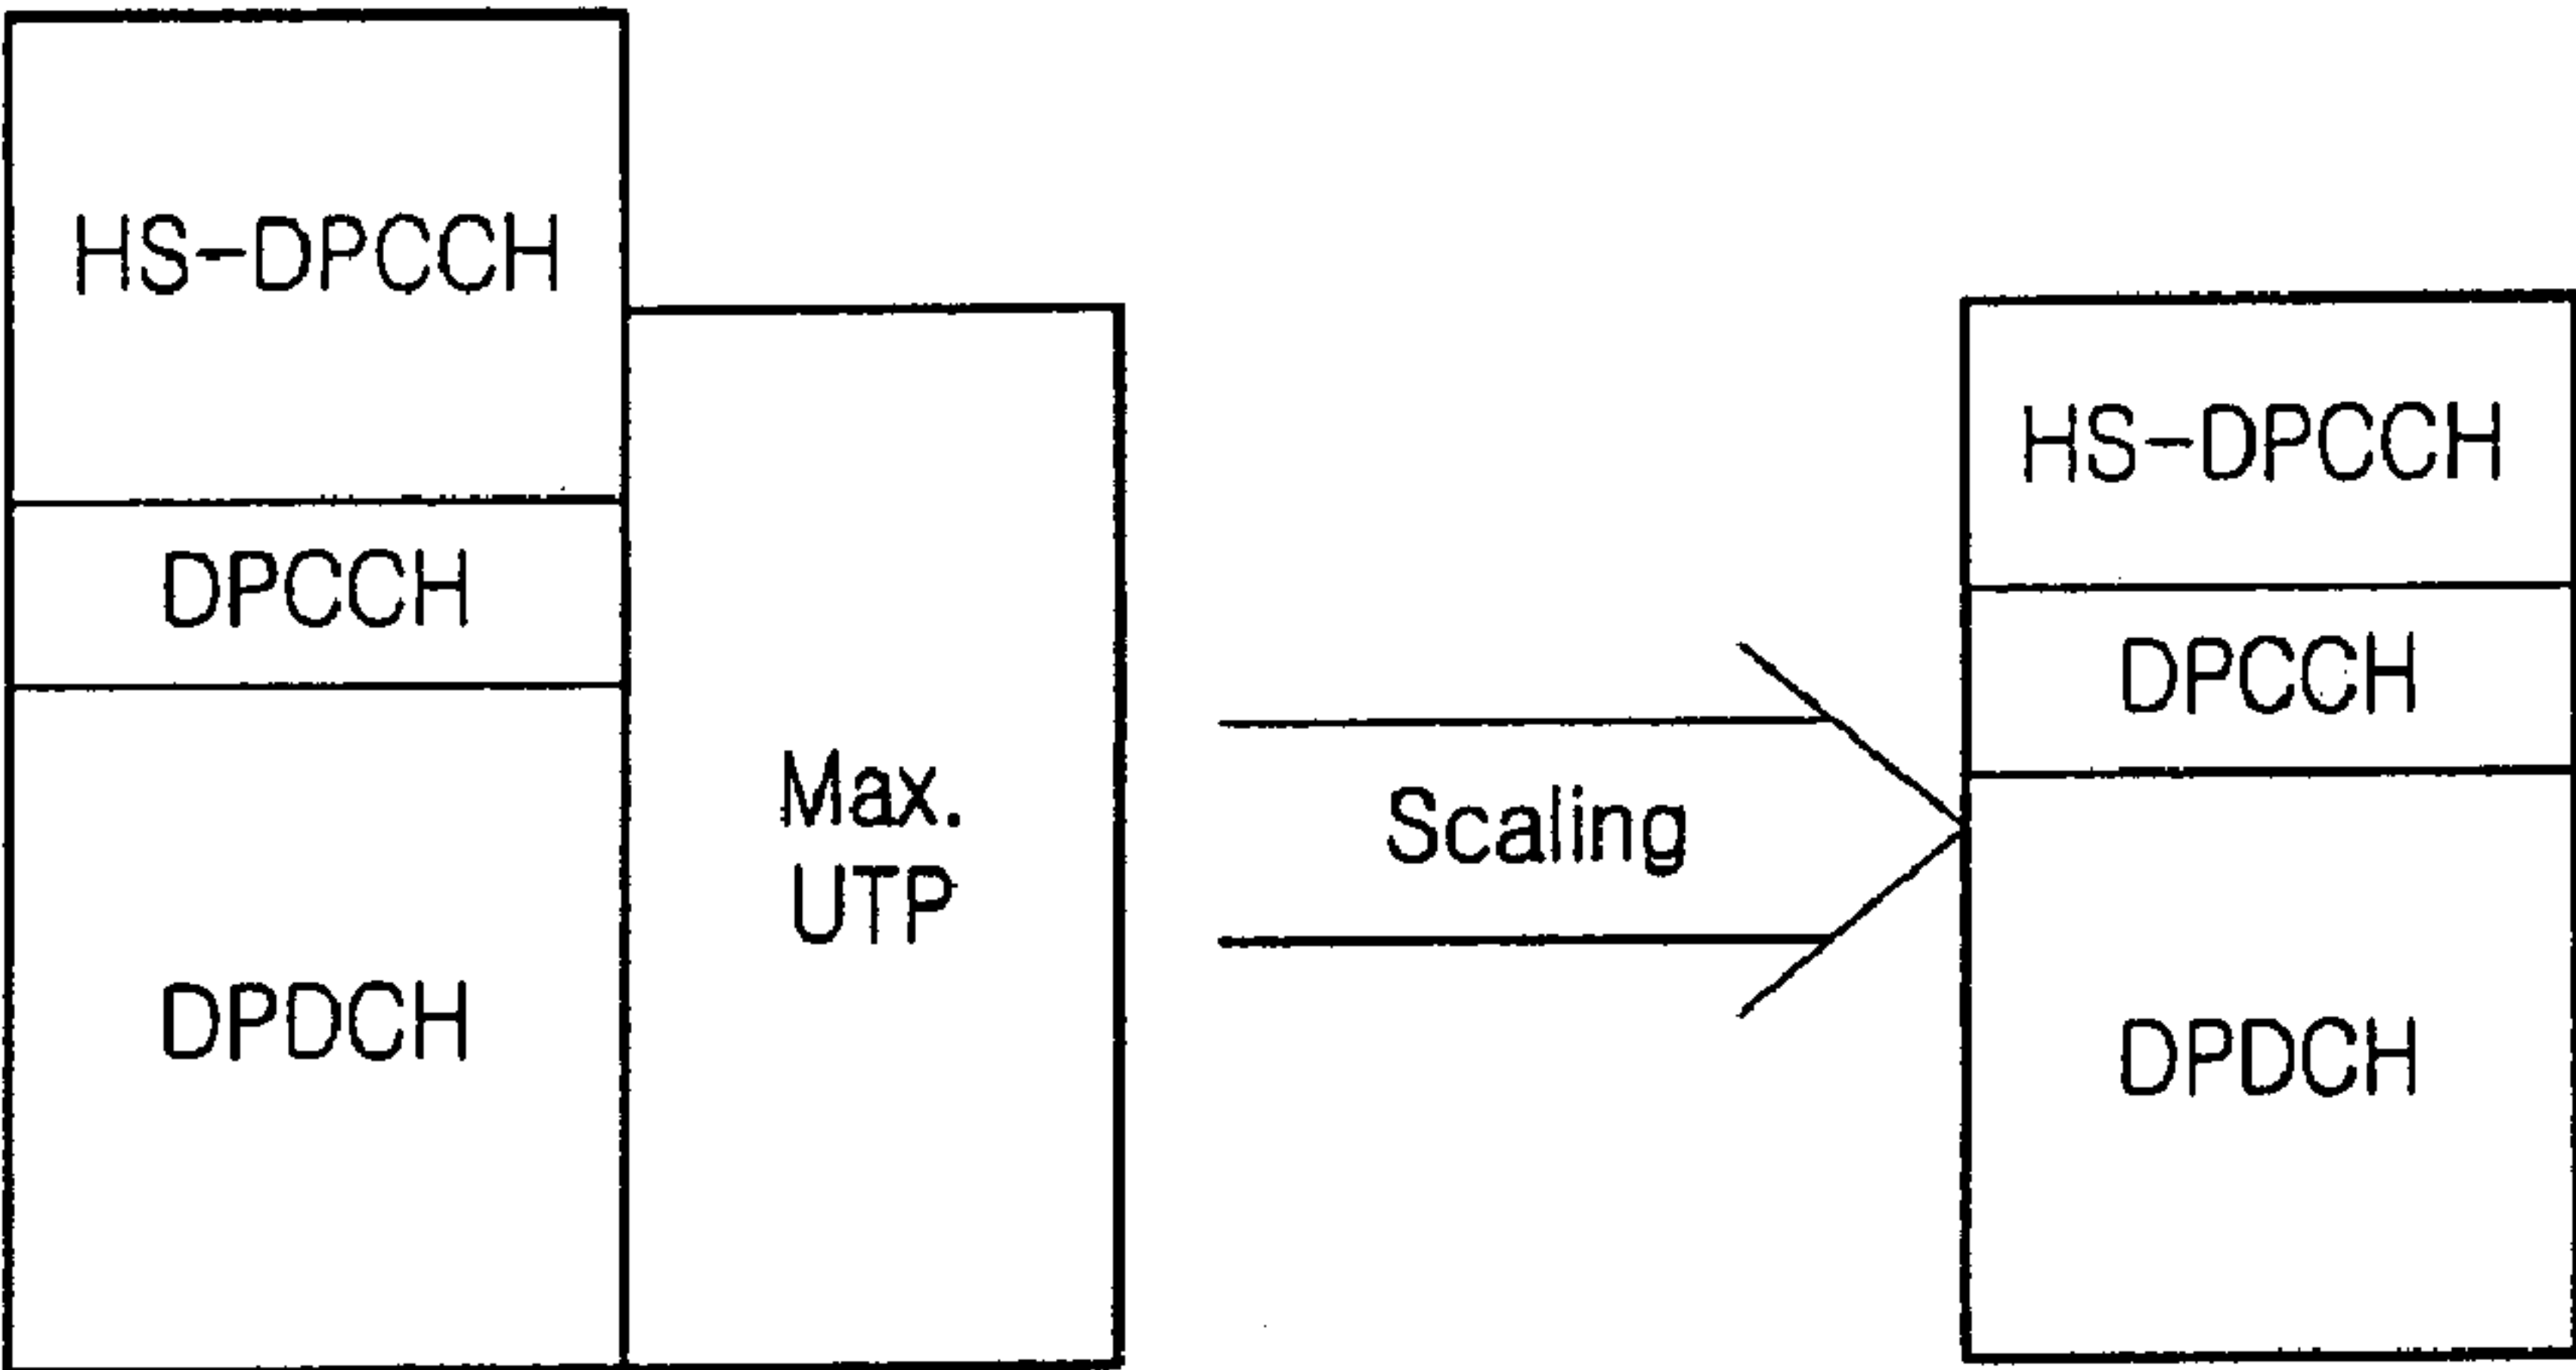 HS-DPCCH
DPCCH
DPDCH
Max.
UTP
Scaling
HS-DPCCH
DPCCH
DPDCH